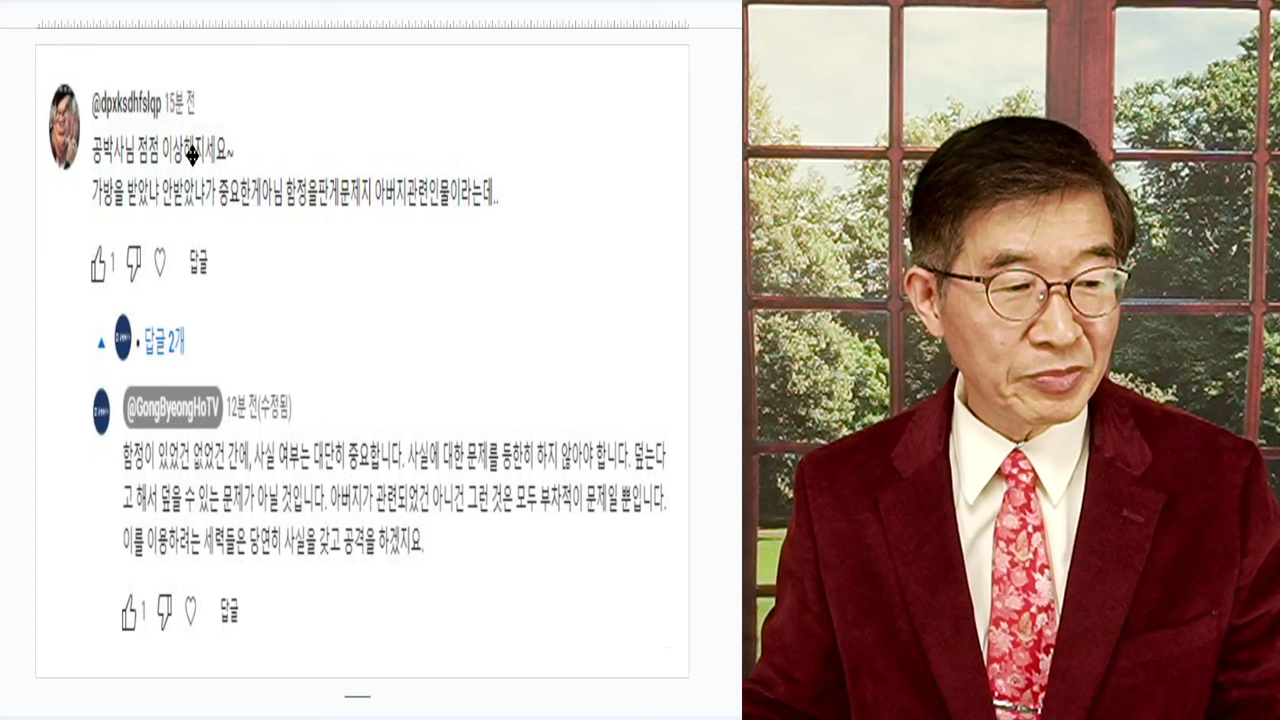 @dpxksdhfslqp 15분 전
공박사님 점점 이상해지세요~
가방을 받았냐 안받았냐가 중요한게아님 함정을판게문제지 아버지관련인물이라는데..
1 답글
답글 2개
@GongByeongHoTV 12분 전(수정됨)
함정이 있었건 없었건 간에, 사실 여부는 대단히 중요합니다. 사실에 대한 문제를 등한히 하지 않아야 합니다. 덮는다
고 해서 덮을 수 있는 문제가 아닐 것입니다. 아버지가 관련되었건 아니건 그런 것은 모두 부차적이 문제일 뿐입니다.
이를 이용하려는 세력들은 당연히 사실을 갖고 공격을 하겠지요.
1 답글